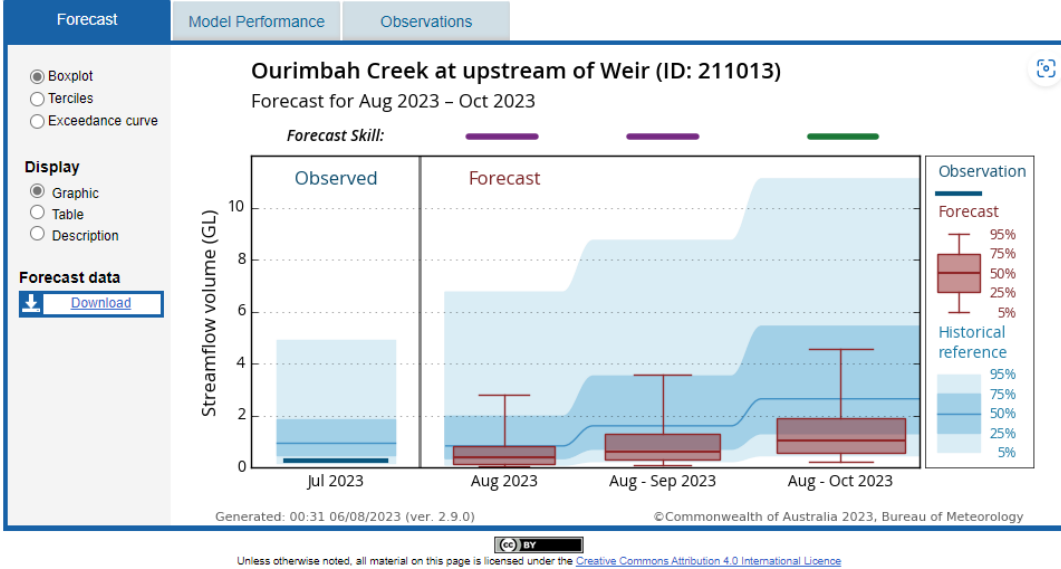 Forecast
Model Performance
Observations
Boxplot
Terciles
Exceedance curve
Display
Graphic
Table
Description
Forecast data
Download
Ourimbah Creek at upstream of Weir (ID: 211013)
Forecast for Aug 2023 – Oct 2023
Forecast Skill:
Observed
Forecast
Streamflow volume (GL)
10
8
6
4
2
0
Jul 2023
Aug 2023
Aug - Sep 2023
Aug - Oct 2023
Observation
Forecast
95%
75%
50%
25%
5%
Historical
reference
95%
75%
50%
25%
5%
Generated: 00:31 06/08/2023 (ver. 2.9.0)
©Commonwealth of Australia 2023, Bureau of Meteorology
cc BY
Unless otherwise noted, all material on this page is licensed under the Creative Commons Attribution 4.0 International Licence